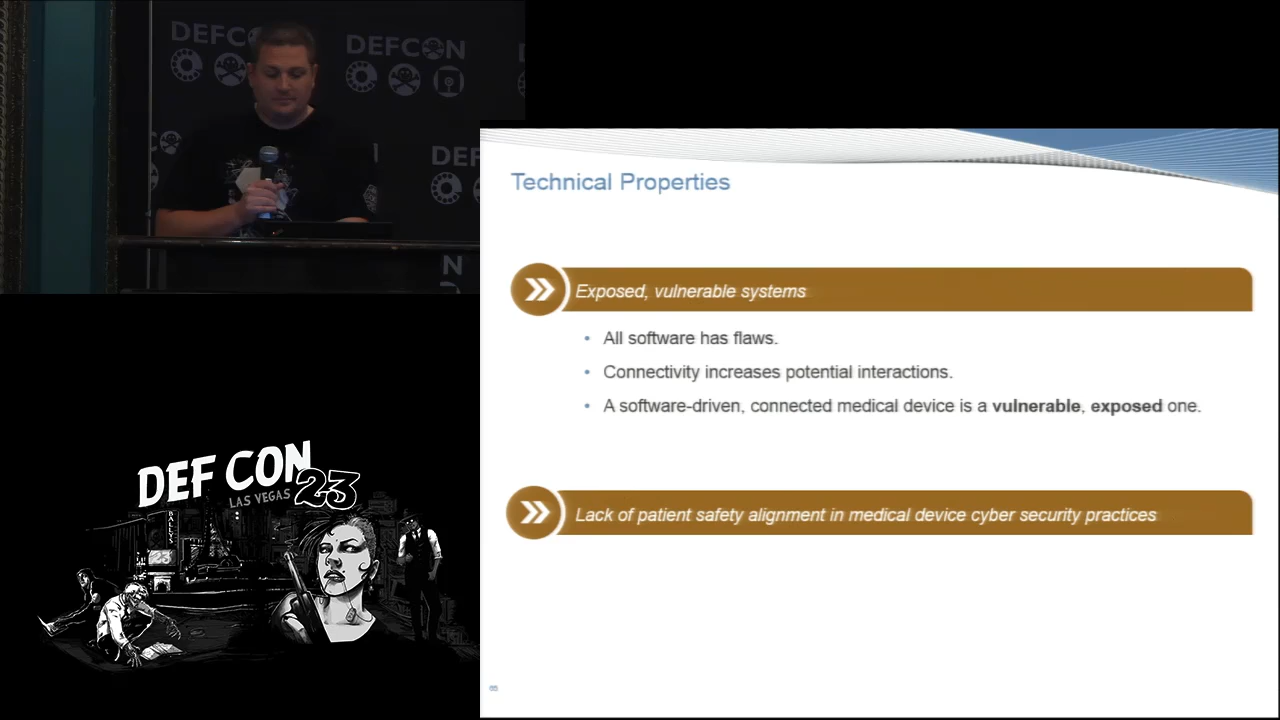 DEFCON
DEFCON
DEF
N
Technical Properties
Exposed, vulnerable systems
• All software has flaws.
• Connectivity increases potential interactions.
• A software-driven, connected medical device is a vulnerable, exposed one.
Lack of patient safety alignment in medical device cyber security practices
DEF CON
LAS VEGAS 23
BALLYS